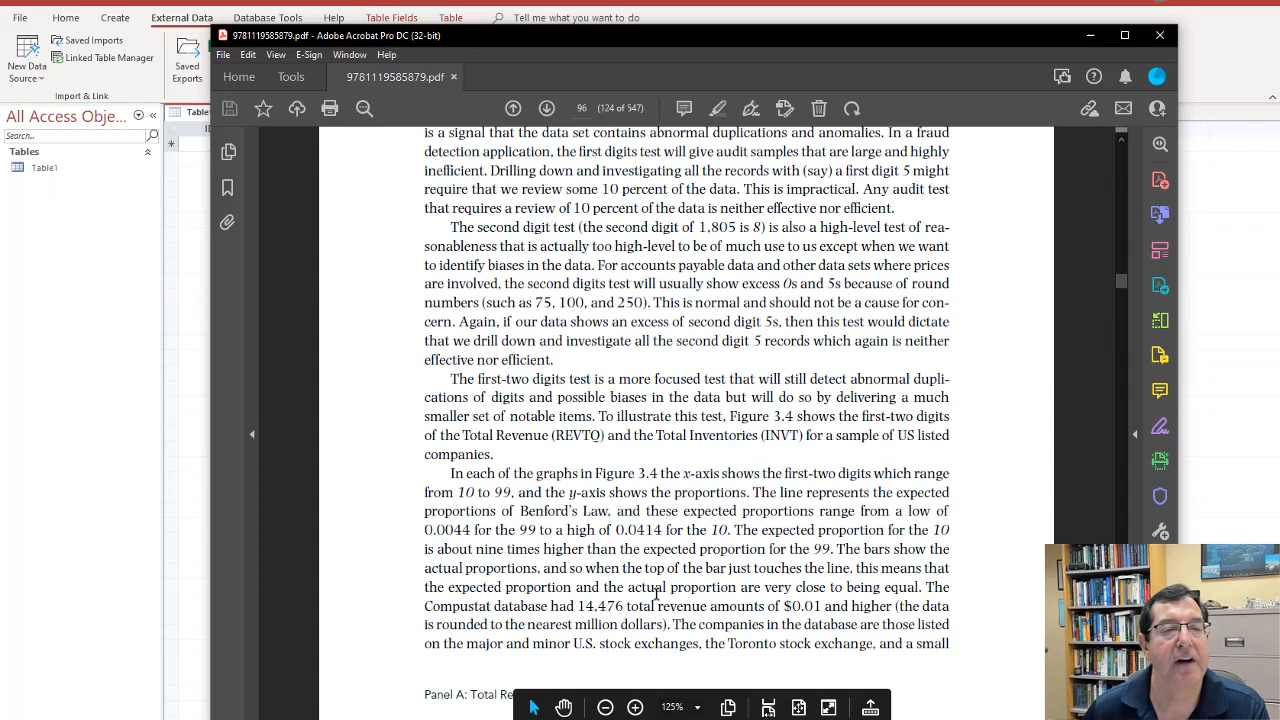 File Home Create External Data Database Tools Help Table Fields Table Tell me what you want to do
9781119585879.pdf - Adobe Acrobat Pro DC (32-bit)
New Data
Source
Saved Imports
Linked Table Manager
Saved
Exports
Import & Link
File Edit View E-Sign Window Help
Home Tools 9781119585879.pdf ×
96 (124 of 547)
All Access Obje...
Search...
Tables
Table1
Table1
ID
is a signal that the data set contains abnormal duplications and anomalies. In a fraud
detection application, the first digits test will give audit samples that are large and highly
inefficient. Drilling down and investigating all the records with (say) a first digit 5 might
require that we review some 10 percent of the data. This is impractical. Any audit test
that requires a review of 10 percent of the data is neither effective nor efficient.
The second digit test (the second digit of 1,805 is 8) is also a high-level test of rea-
sonableness that is actually too high-level to be of much use to us except when we want
to identify biases in the data. For accounts payable data and other data sets where prices
are involved, the second digits test will usually show excess 0s and 5s because of round
numbers (such as 75, 100, and 250). This is normal and should not be a cause for con-
cern. Again, if our data shows an excess of second digit 5s, then this test would dictate
that we drill down and investigate all the second digit 5 records which again is neither
effective nor efficient.
The first-two digits test is a more focused test that will still detect abnormal dupli-
cations of digits and possible biases in the data but will do so by delivering a much
smaller set of notable items. To illustrate this test, Figure 3.4 shows the first-two digits
of the Total Revenue (REVTQ) and the Total Inventories (INVT) for a sample of US listed
companies.
In each of the graphs in Figure 3.4 the x-axis shows the first-two digits which range
from 10 to 99, and the y-axis shows the proportions. The line represents the expected
proportions of Benford's Law, and these expected proportions range from a low of
0.0044 for the 99 to a high of 0.0414 for the 10. The expected proportion for the 10
is about nine times higher than the expected proportion for the 99. The bars show the
actual proportions, and so when the top of the bar just touches the line, this means that
the expected proportion and the actual proportion are very close to being equal. The
Compustat database had 14,476 total revenue amounts of $0.01 and higher (the data
is rounded to the nearest million dollars). The companies in the database are those listed
on the major and minor U.S. stock exchanges, the Toronto stock exchange, and a small
Panel A: Total Re
125%